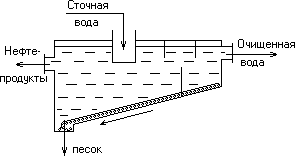 Сточная
вода
Нефте-
продукты
Очищенная
вода
песок